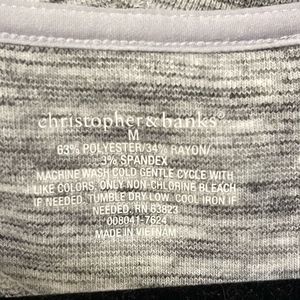 christopher & banks®
M
63% POLYESTER/34% RAYON/
3% SPANDEX
MACHINE WASH COLD GENTLE CYCLE WITH
LIKE COLORS. ONLY NON-CHLORINE BLEACH
IF NEEDED. TUMBLE DRY LOW. COOL IRON IF
NEEDED. RN 63823
008041-7624
MADE IN VIETNAM